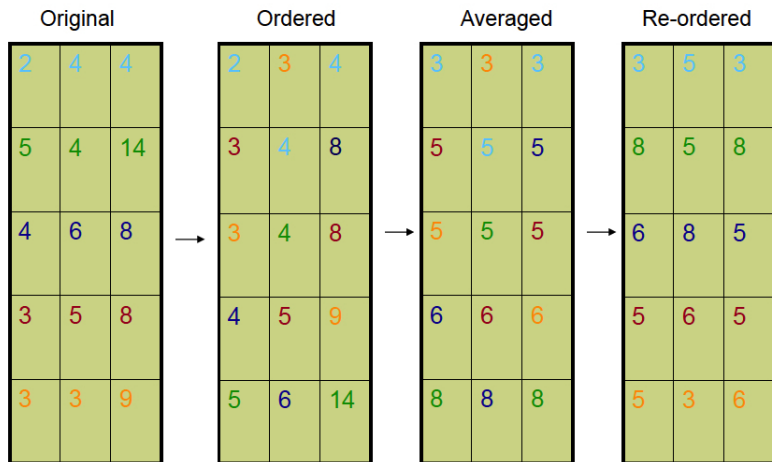 Original Ordered Averaged Re-ordered
2 4 4 2 3 4 3 3 3 3 5 3
5 4 14 3 4 8 5 5 5 8 5 8
4 6 8 3 4 8 5 5 5 6 8 5
3 5 8 4 5 9 6 6 6 5 6 5
3 3 9 5 6 14 8 8 8 5 3 6